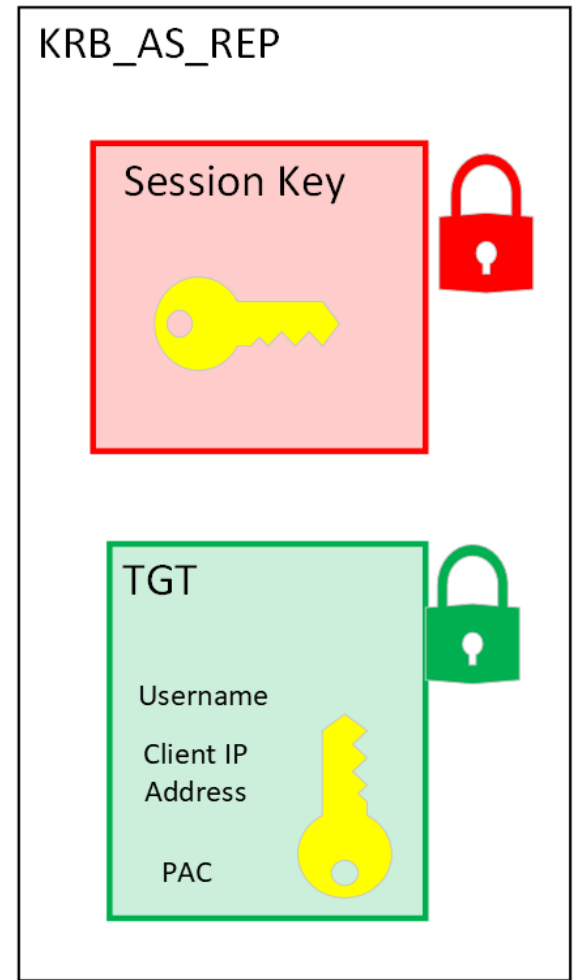 KRB_AS_REP
Session Key
TGT
Username
Client IP
Address
PAC